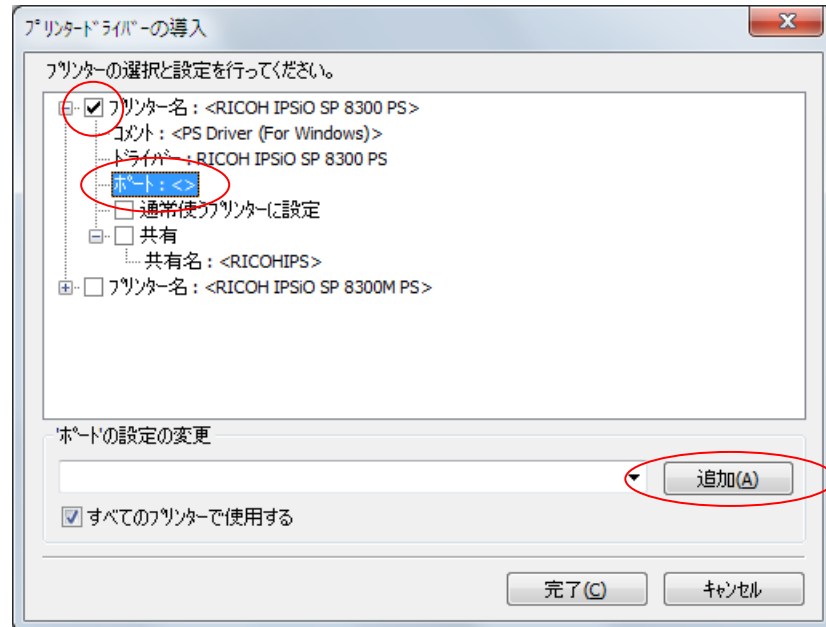 ﾌﾟﾘﾝﾀｰﾄﾞﾗｲﾊﾞｰの導入
ﾌﾟﾘﾝﾀｰの選択と設定を行ってください。
ﾌﾟﾘﾝﾀｰ名 : <RICOH IPSiO SP 8300 PS>
ｺﾒﾝﾄ : <PS Driver (For Windows)>
ﾄﾞﾗｲﾊﾞｰ : RICOH IPSiO SP 8300 PS
ﾎﾟｰﾄ : <>
通常使うﾌﾟﾘﾝﾀｰに設定
共有
共有名 : <RICOHIPS>
ﾌﾟﾘﾝﾀｰ名 : <RICOH IPSiO SP 8300M PS>
'ﾎﾟｰﾄ'の設定の変更
追加(A)
すべてのﾌﾟﾘﾝﾀｰで使用する
完了(C) ｷｬﾝｾﾙ